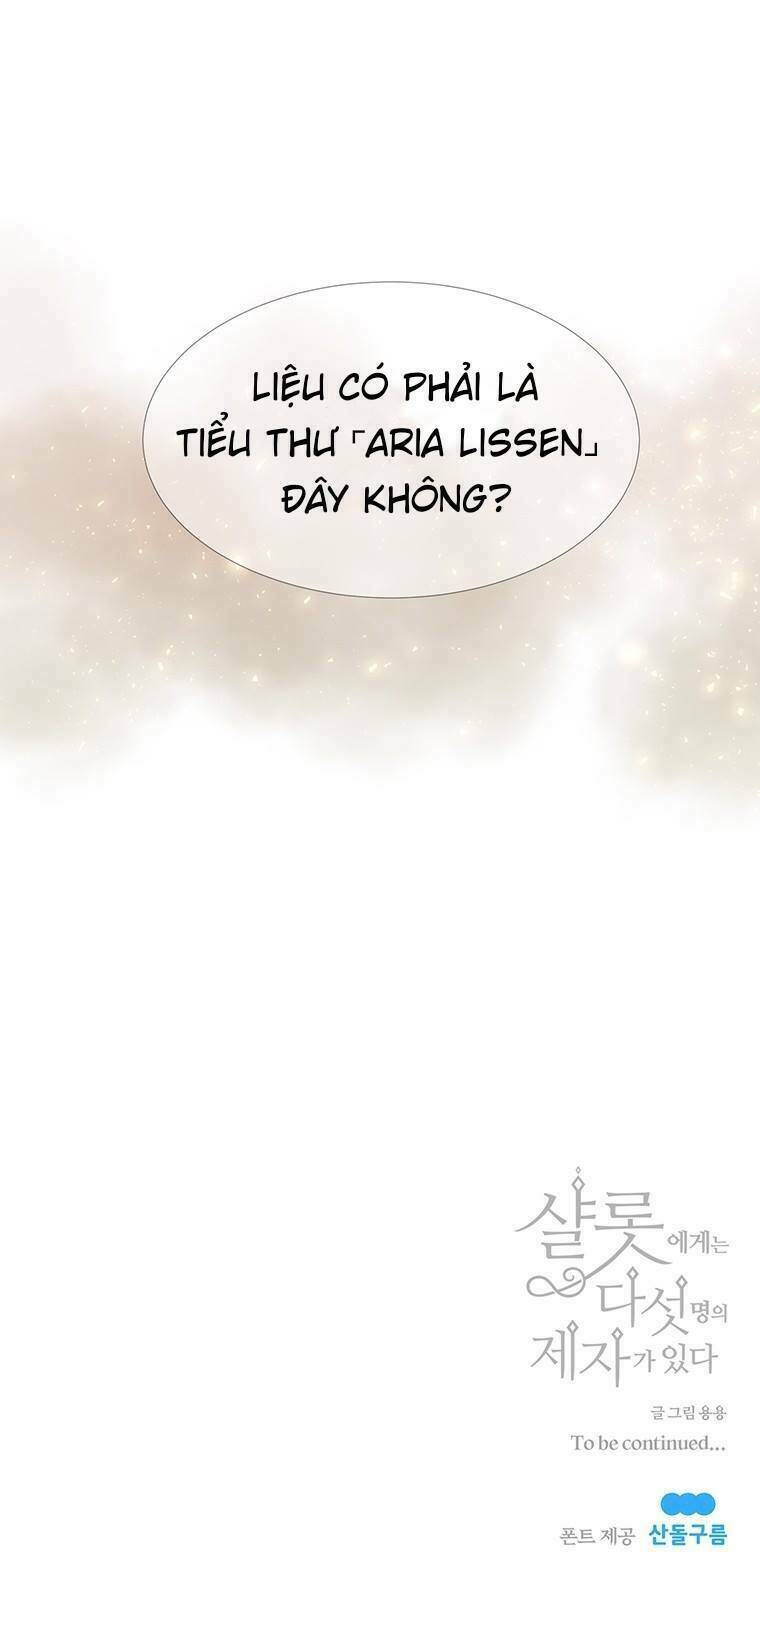 LIỆU CÓ PHẢI LÀ
TIỂU THƯ 「ARIA LISSEN」
ĐÂY KHÔNG?
샬롯에게는
다섯명의
제자가 있다
글 그림 용용
To be continued...
폰트 제공 산돌구름